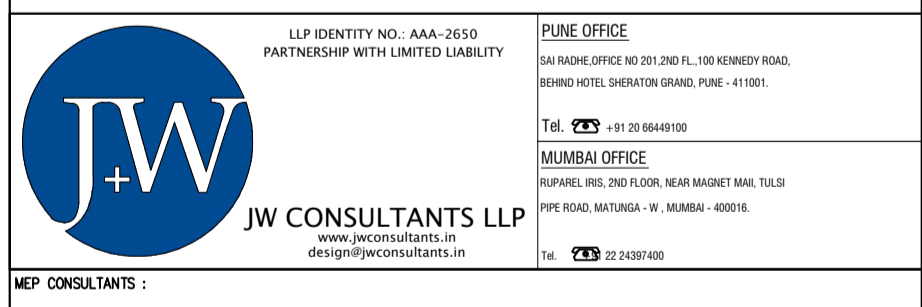 J+W
LLP IDENTITY NO.: AAA-2650
PARTNERSHIP WITH LIMITED LIABILITY
JW CONSULTANTS LLP
www.jwconsultants.in
design@jwconsultants.in
PUNE OFFICE
SAI RADHE,OFFICE NO 201,2ND FL.,100 KENNEDY ROAD,
BEHIND HOTEL SHERATON GRAND, PUNE - 411001.
Tel. ☎ +91 20 66449100
MUMBAI OFFICE
RUPAREL IRIS, 2ND FLOOR, NEAR MAGNET MAII, TULSI
PIPE ROAD, MATUNGA - W , MUMBAI - 400016.
Tel. ☎ 22 24397400
MEP CONSULTANTS :